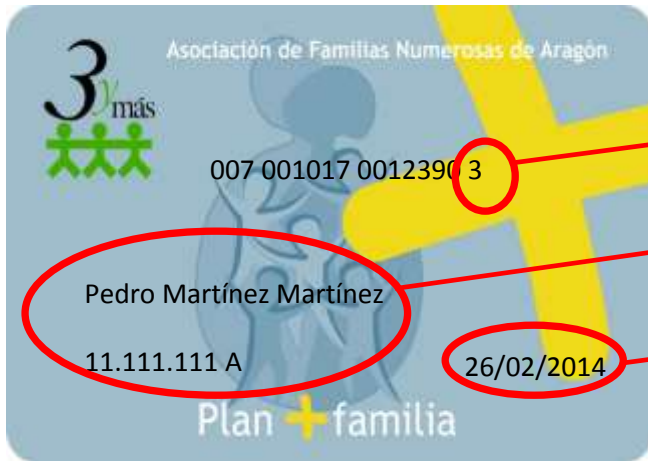 Asociación de Familias Numerosas de Aragón
3 y más
007 001017 0012390 3
Pedro Martínez Martínez
11.111.111 A
26/02/2014
Plan + familia